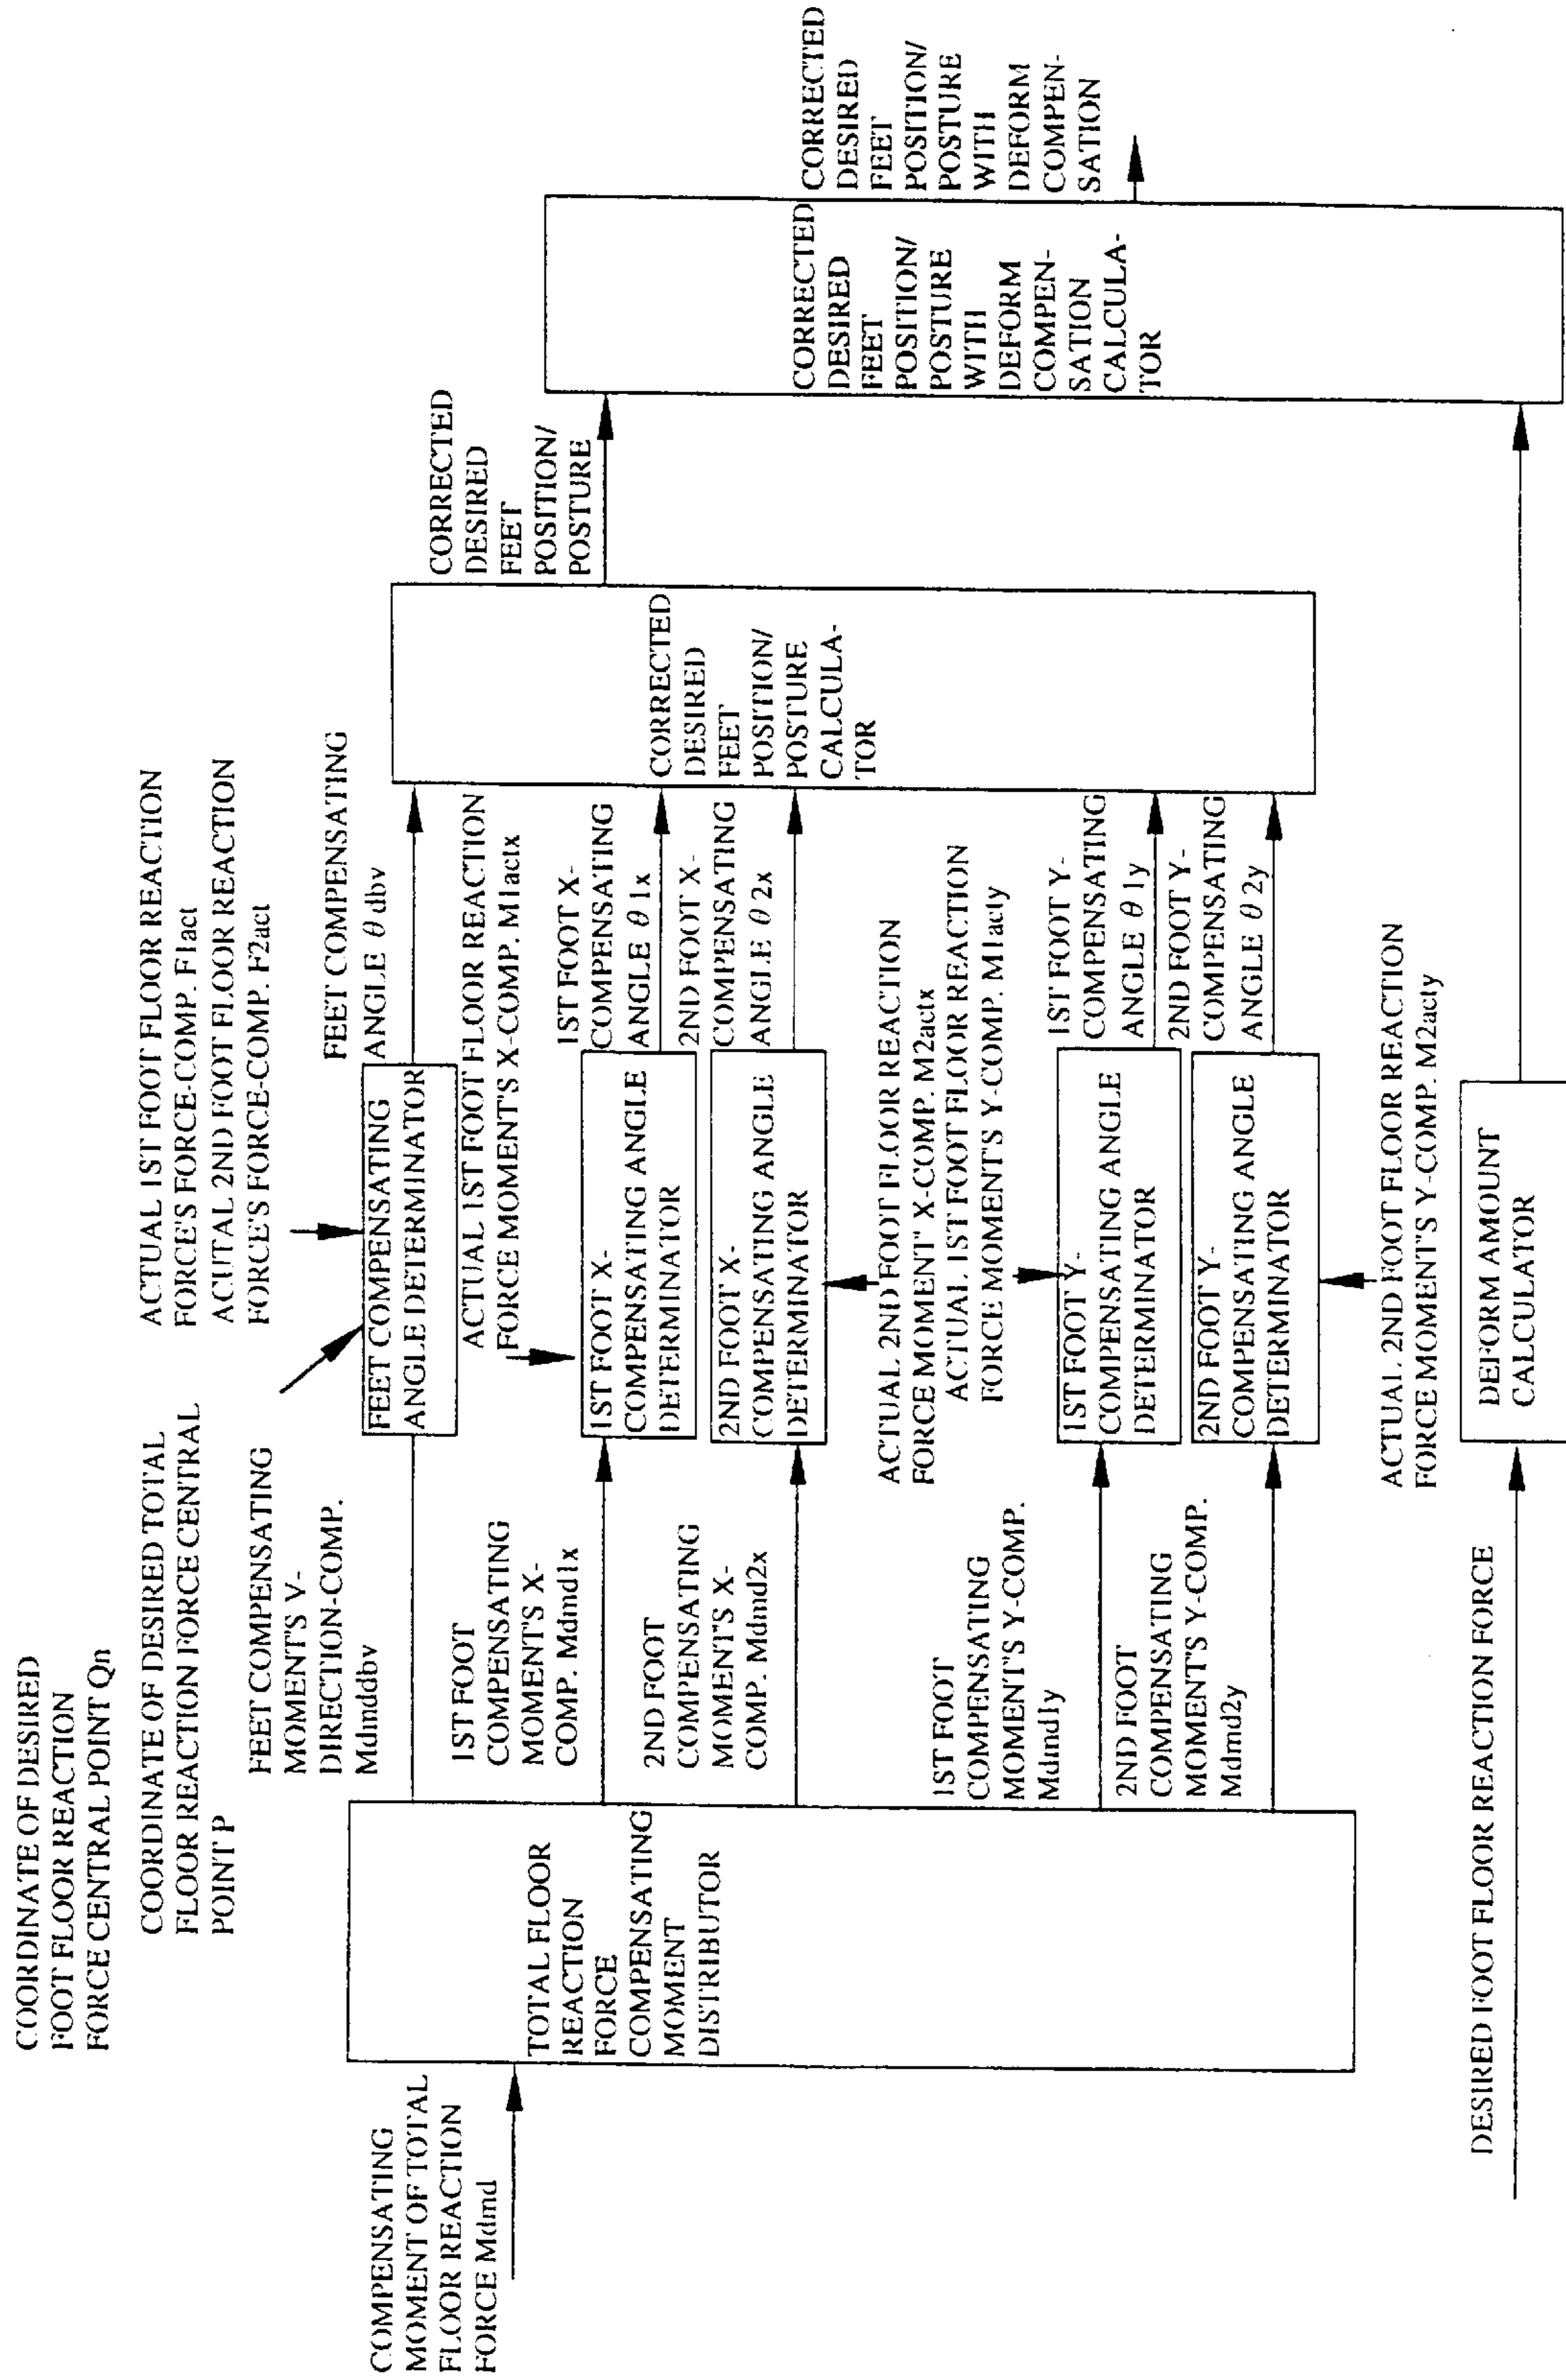 COORDINATE OF DESIRED
FOOT FLOOR REACTION
FORCE CENTRAL POINT Qn
COORDINATE OF DESIRED TOTAL
FLOOR REACTION FORCE CENTRAL
POINT P
ACTUAL 1ST FOOT FLOOR REACTION
FORCE'S FORCE-COMP. F1act
ACUTAL 2ND FOOT FLOOR REACTION
FORCE'S FORCE-COMP. F2act
COMPENSATING
MOMENT OF TOTAL
FLOOR REACTION
FORCE Mdmd
TOTAL FLOOR
REACTION
FORCE
COMPENSATING
MOMENT
DISTRIBUTOR
FEET COMPENSATING
MOMENT'S V-
DIRECTION-COMP.
Mdmddbv
FEET COMPENSATING
ANGLE DETERMINATOR
FEET COMPENSATING
ANGLE θ dbv
ACTUAL 1ST FOOT FLOOR REACTION
FORCE MOMENT'S X-COMP. M1actx
1ST FOOT
COMPENSATING
MOMENT'S X-
COMP. Mdmd1x
1ST FOOT X-
COMPENSATING ANGLE
DETERMINATOR
1ST FOOT X-
COMPENSATING
ANGLE θ 1x
2ND FOOT
COMPENSATING
MOMENT'S X-
COMP. Mdmd2x
2ND FOOT X-
COMPENSATING ANGLE
DETERMINATOR
2ND FOOT X-
COMPENSATING
ANGLE θ 2x
ACTUAL 2ND FOOT FLOOR REACTION
FORCE MOMENT' X-COMP. M2actx
ACTUAL 1ST FOOT FLOOR REACTION
FORCE MOMENT'S Y-COMP. M1acty
1ST FOOT
COMPENSATING
MOMENT'S Y-COMP.
Mdmd1y
1ST FOOT Y-
COMPENSATING ANGLE
DETERMINATOR
1ST FOOT Y-
COMPENSATING
ANGLE θ 1y
2ND FOOT
COMPENSATING
MOMENT'S Y-COMP.
Mdmd2y
2ND FOOT Y-
COMPENSATING ANGLE
DETERMINATOR
2ND FOOT Y-
COMPENSATING
ANGLE θ 2y
ACTUAL 2ND FOOT FLOOR REACTION
FORCE MOMENT'S Y-COMP. M2acty
CORRECTED
DESIRED
FEET
POSITION/
POSTURE
CALCULA-
TOR
CORRECTED
DESIRED
FEET
POSITION/
POSTURE
DESIRED FOOT FLOOR REACTION FORCE
DEFORM AMOUNT
CALCULATOR
CORRECTED
DESIRED
FEET
POSITION/
POSTURE
WITH
DEFORM
COMPEN-
SATION
CALCULA-
TOR
CORRECTED
DESIRED
FEET
POSITION/
POSTURE
WITH
DEFORM
COMPEN-
SATION